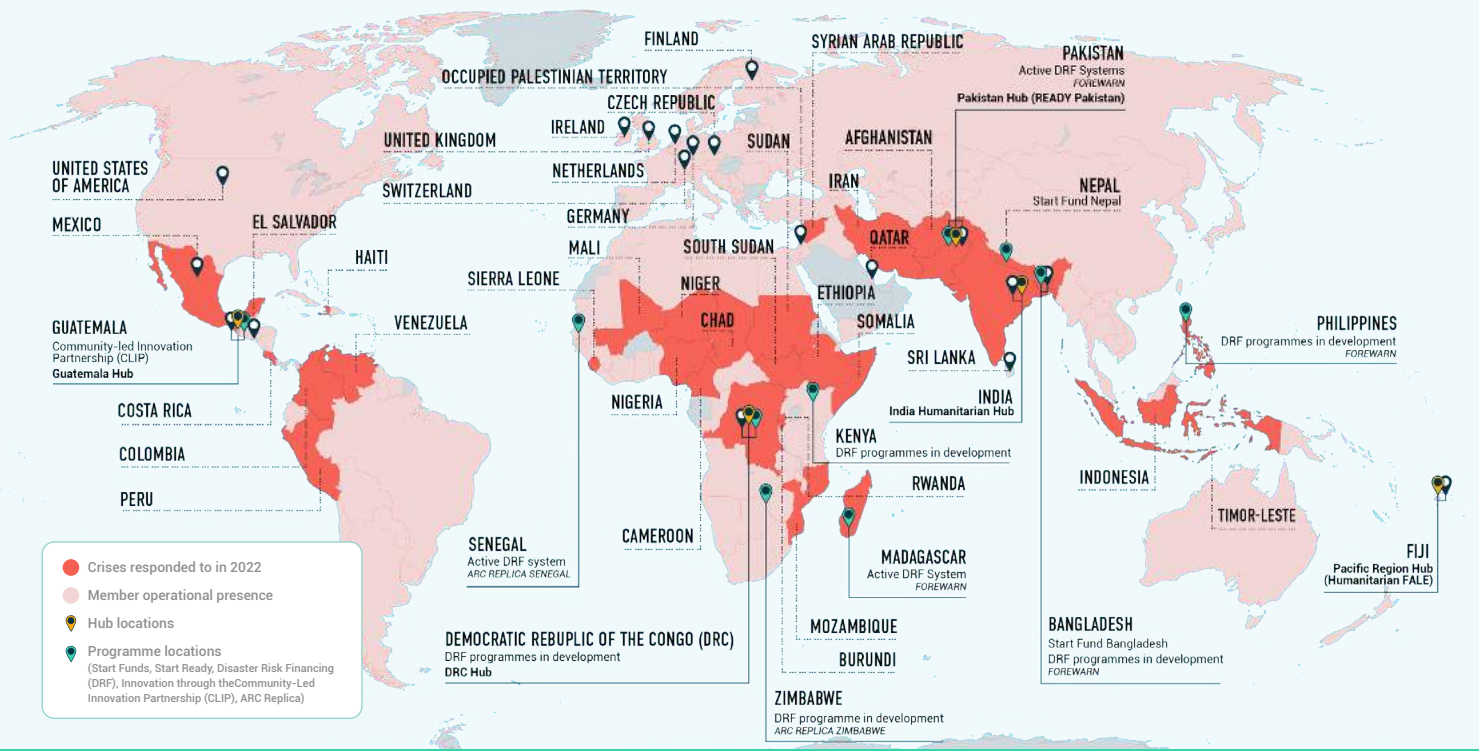 FINLAND
SYRIAN ARAB REPUBLIC
PAKISTAN
Active DRF Systems
FOREWARN
Pakistan Hub (READY Pakistan)
OCCUPIED PALESTINIAN TERRITORY
CZECH REPUBLIC
IRELAND
UNITED KINGDOM
SUDAN
AFGHANISTAN
UNITED STATES
OF AMERICA
NETHERLANDS
SWITZERLAND
IRAN
NEPAL
Start Fund Nepal
MEXICO
EL SALVADOR
GERMANY
MALI
SOUTH SUDAN
QATAR
HAITI
SIERRA LEONE
NIGER
ETHIOPIA
CHAD
SOMALIA
VENEZUELA
GUATEMALA
Community-led Innovation
Partnership (CLIP)
Guatemala Hub
PHILIPPINES
DRF programmes in development
FOREWARN
SRI LANKA
INDIA
India Humanitarian Hub
COSTA RICA
NIGERIA
KENYA
DRF programmes in development
COLOMBIA
PERU
RWANDA
INDONESIA
TIMOR-LESTE
CAMEROON
SENEGAL
Active DRF system
ARC REPLICA SENEGAL
MADAGASCAR
Active DRF System
FOREWARN
FIJI
Pacific Region Hub
(Humanitarian FALE)
Crises responded to in 2022
Member operational presence
Hub locations
Programme locations
(Start Funds, Start Ready, Disaster Risk Financing
(DRF), Innovation through theCommunity-Led
Innovation Partnership (CLIP), ARC Replica)
DEMOCRATIC REBUPLIC OF THE CONGO (DRC)
DRF programmes in development
DRC Hub
MOZAMBIQUE
BURUNDI
BANGLADESH
Start Fund Bangladesh
DRF programmes in development
FOREWARN
ZIMBABWE
DRF programme in development
ARC REPLICA ZIMBABWE